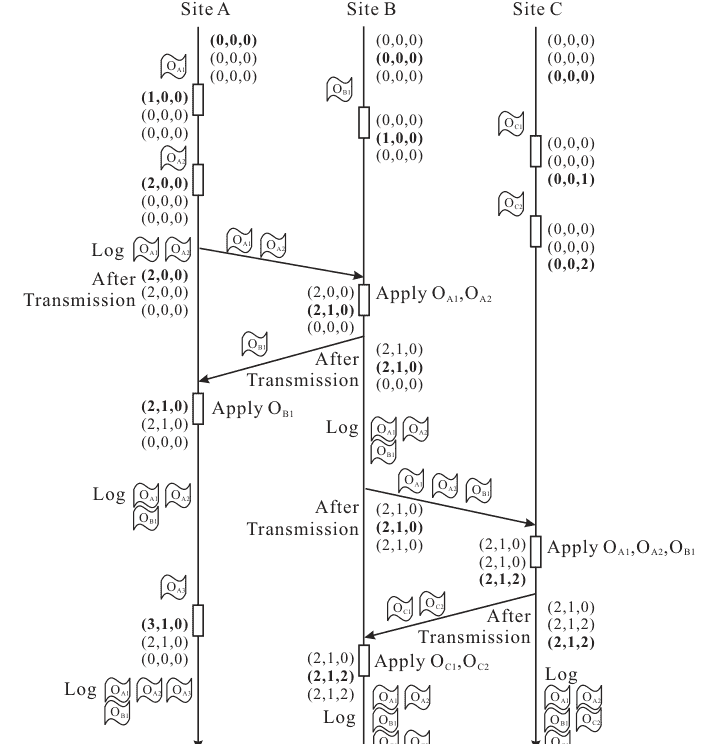 Site A Site B Site C
(0,0,0) (0,0,0) (0,0,0)
(0,0,0) (0,0,0) (0,0,0)
(0,0,0) (0,0,0) (0,0,0)
OA1
(1,0,0)
(0,0,0)
(0,0,0)
OB1
(0,0,0)
(1,0,0)
(0,0,0)
OC1
(0,0,0)
(0,0,0)
(0,0,1)
OA2
(2,0,0)
(0,0,0)
(0,0,0)
OC2
(0,0,0)
(0,0,0)
(0,0,2)
Log OA1 OA2
OA1 OA2
After
Transmission
(2,0,0)
(2,0,0)
(0,0,0)
(2,0,0)
(2,1,0)
(0,0,0)
Apply OA1,OA2
OB1
After
Transmission
(2,1,0)
(2,1,0)
(0,0,0)
(2,1,0)
(2,1,0)
(0,0,0)
Apply OB1
Log OA1 OA2
OB1
Log OA1 OA2
OB1
OA1 OA2 OB1
After
Transmission
(2,1,0)
(2,1,0)
(2,1,0)
(2,1,0)
(2,1,0)
(2,1,2)
Apply OA1,OA2,OB1
OA3
(3,1,0)
(2,1,0)
(0,0,0)
OC1 OC2
After
Transmission
(2,1,0)
(2,1,2)
(2,1,2)
(2,1,0)
(2,1,2)
(2,1,2)
Apply OC1,OC2
Log OA1 OA2 OA3
OB1
Log OA1 OA2
OB1
Log
OA1 OA2
OB1 OC2